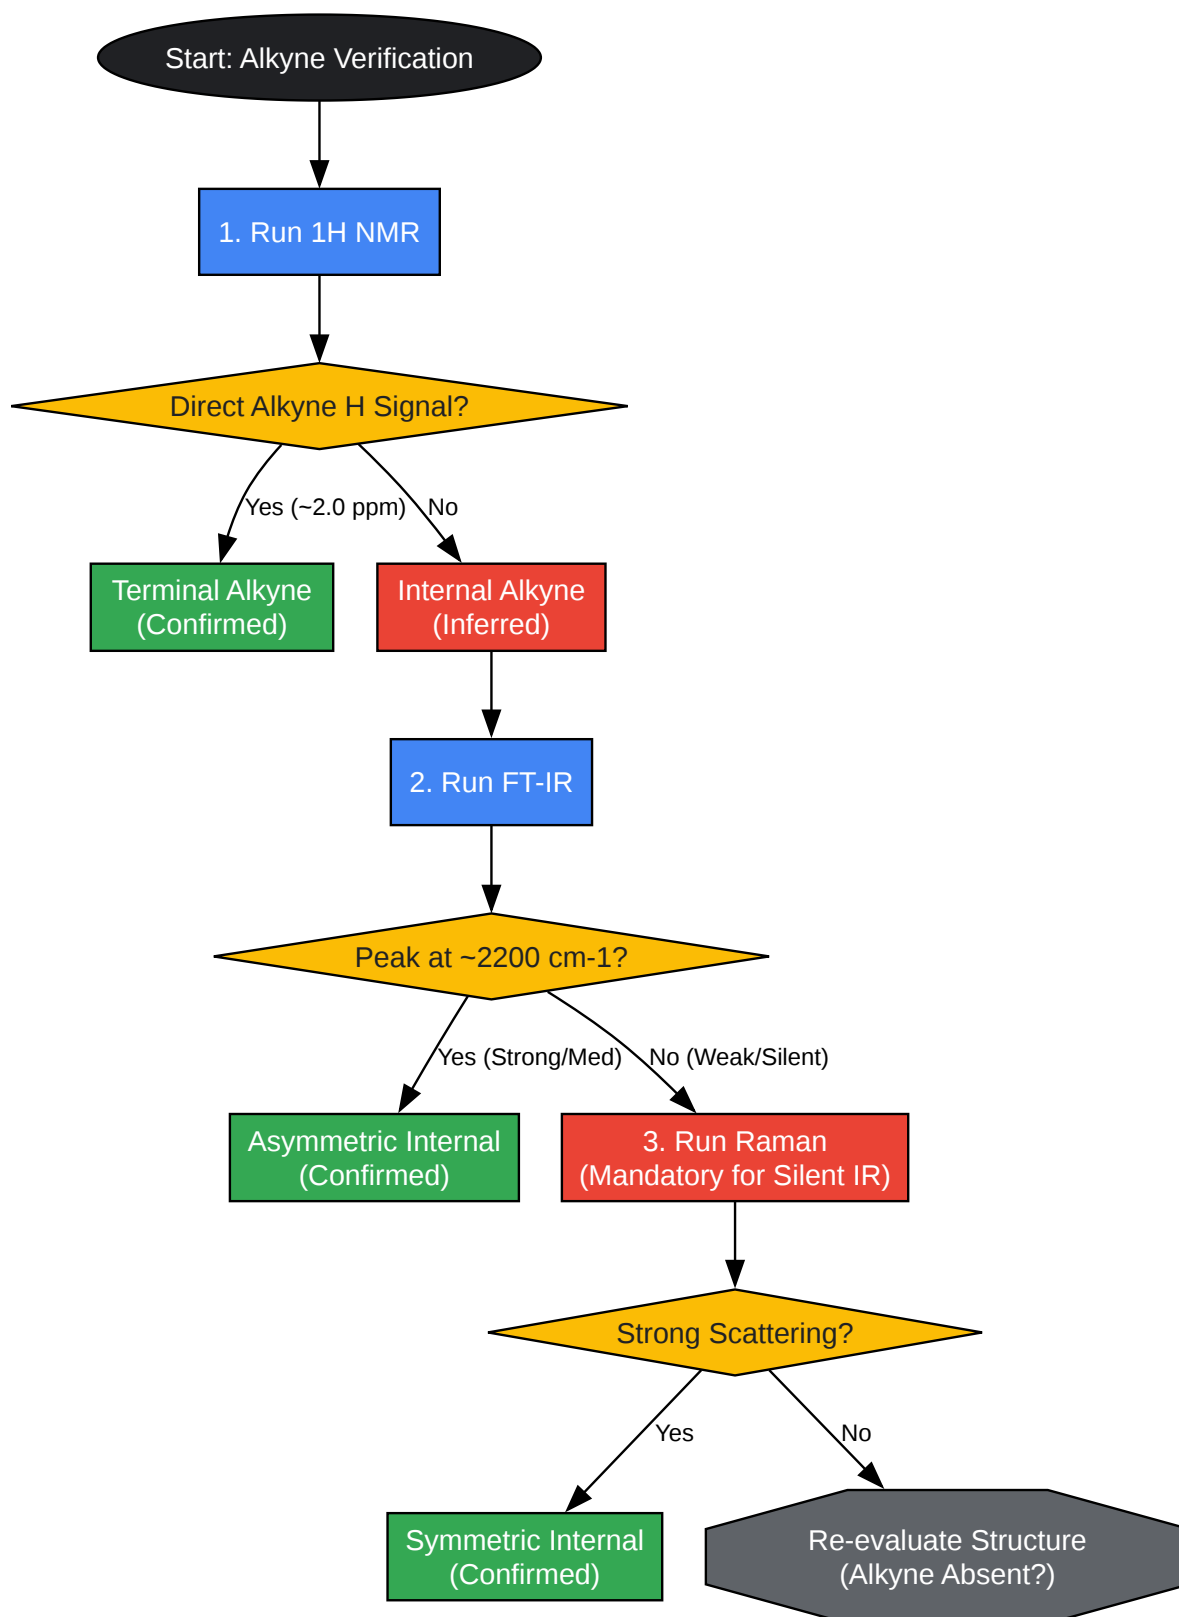 Start: Alkyne Verification
1. Run 1H NMR
Direct Alkyne H Signal?
Yes (~2.0 ppm)
No
Terminal Alkyne
(Confirmed)
Internal Alkyne
(Inferred)
2. Run FT-IR
Peak at ~2200 cm-1?
Yes (Strong/Med)
No (Weak/Silent)
Asymmetric Internal
(Confirmed)
3. Run Raman
(Mandatory for Silent IR)
Strong Scattering?
Yes
No
Symmetric Internal
(Confirmed)
Re-evaluate Structure
(Alkyne Absent?)